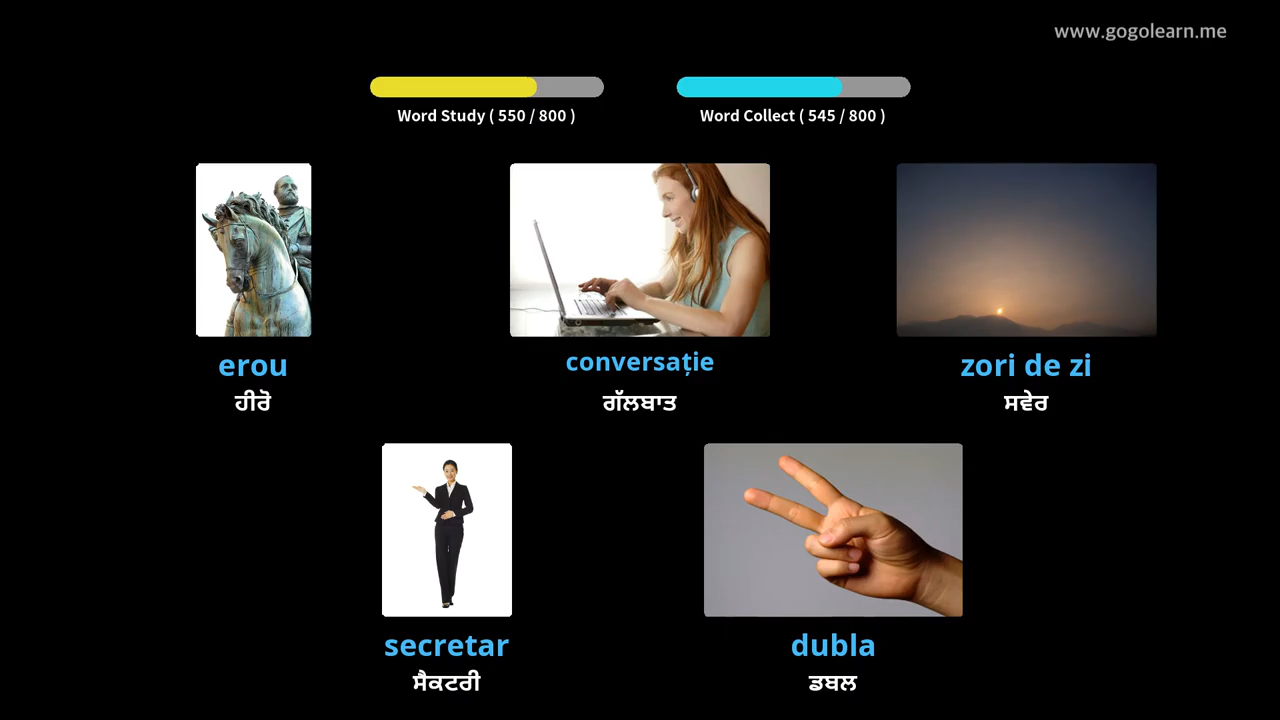 www.gogolearn.me
Word Study ( 550 / 800 )
Word Collect ( 545 / 800 )
erou
ਹੀਰੋ
conversație
ਗੱਲਬਾਤ
zori de zi
ਸਵੇਰ
secretar
ਸੈਕਟਰੀ
dubla
ਡਬਲ